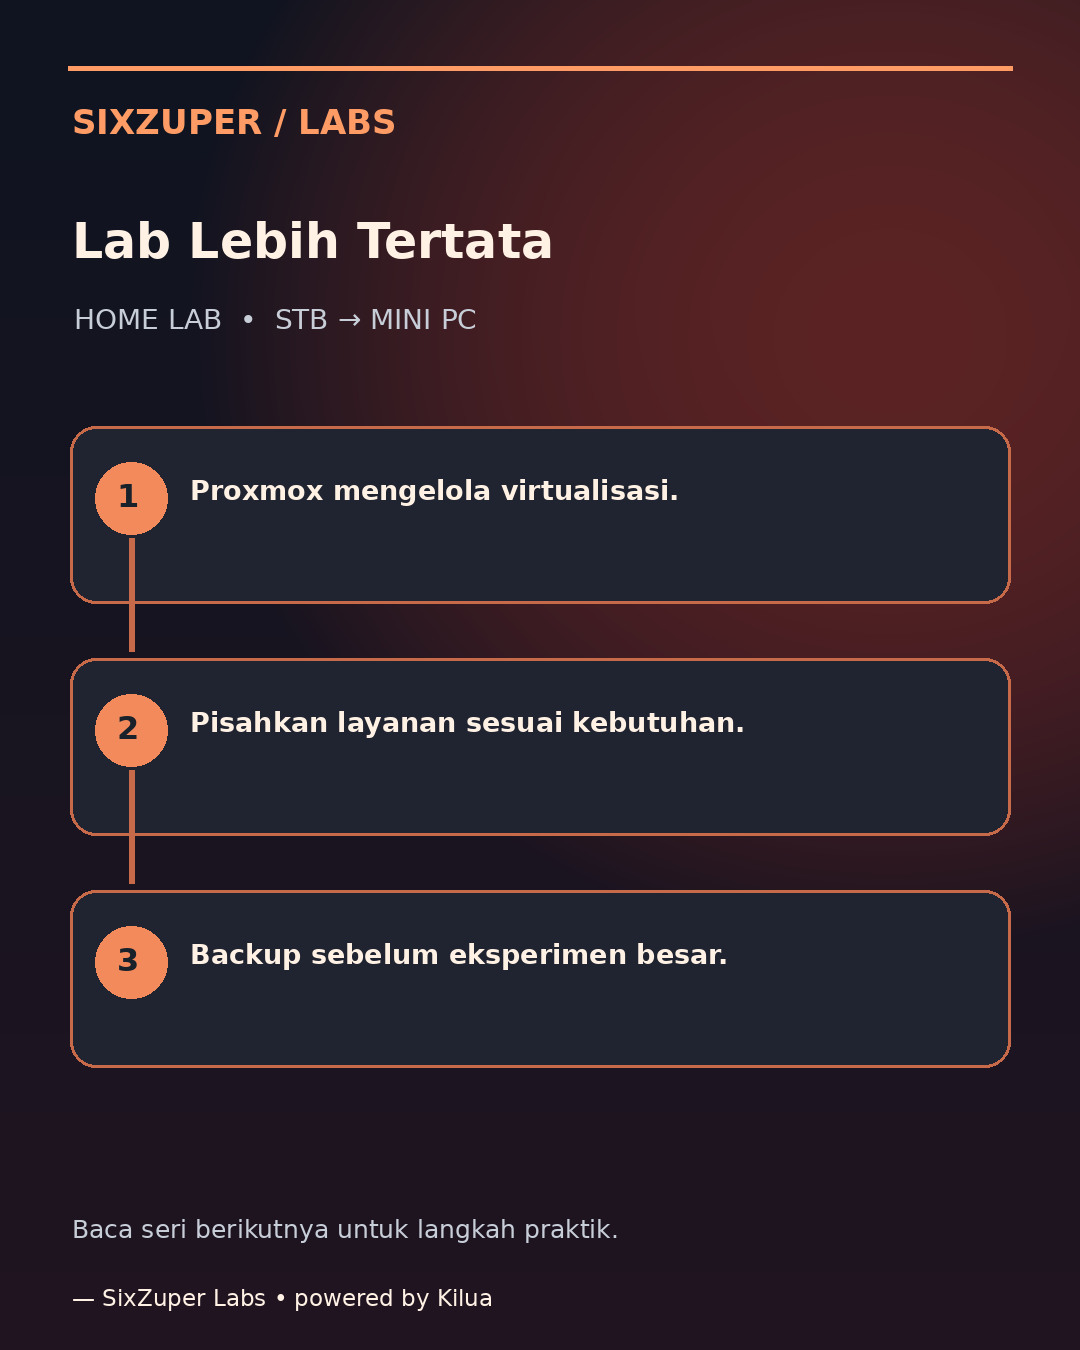 SIXZUPER / LABS
Lab Lebih Tertata
HOME LAB • STB → MINI PC
1 Proxmox mengelola virtualisasi.
2 Pisahkan layanan sesuai kebutuhan.
3 Backup sebelum eksperimen besar.
Baca seri berikutnya untuk langkah praktik.
— SixZuper Labs • powered by Kilua